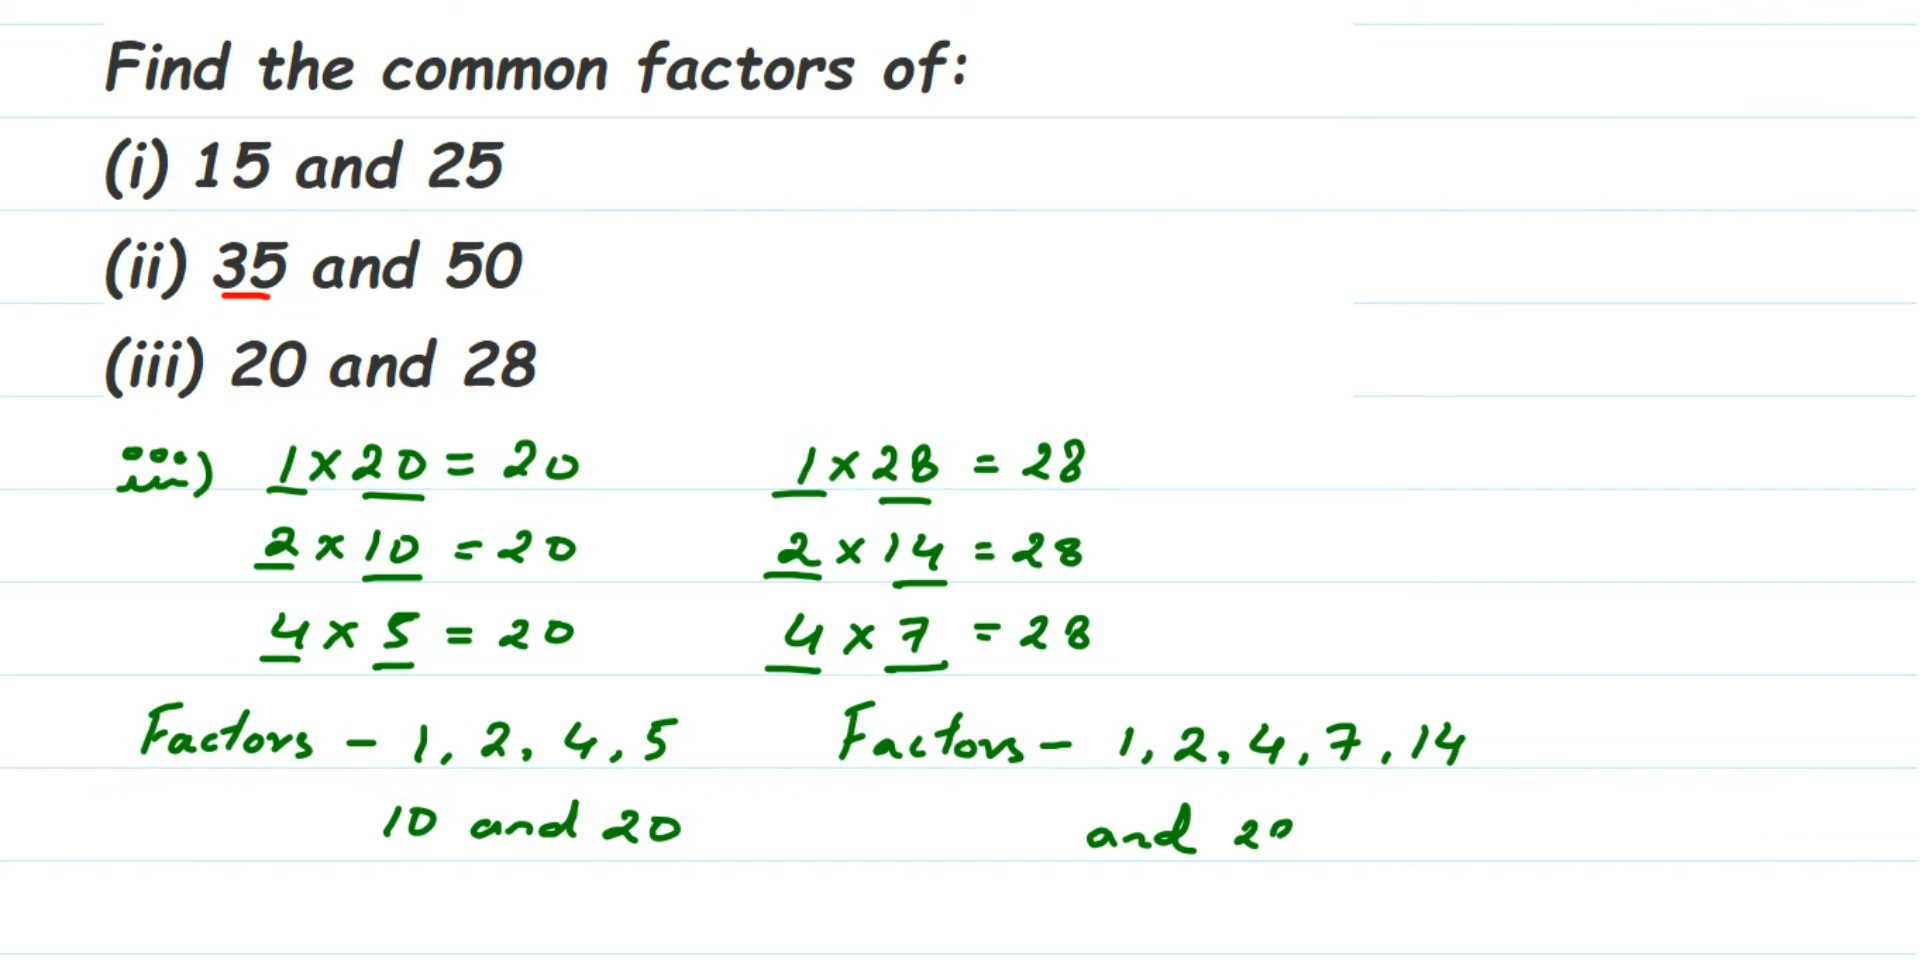 Find the common factors of:
(i) 15 and 25
(ii) 35 and 50
(iii) 20 and 28
iii) 1 × 20 = 20 1 × 28 = 28
2 × 10 = 20 2 × 14 = 28
4 × 5 = 20 4 × 7 = 28
Factors - 1, 2, 4, 5 Factors - 1, 2, 4, 7, 14
10 and 20 and